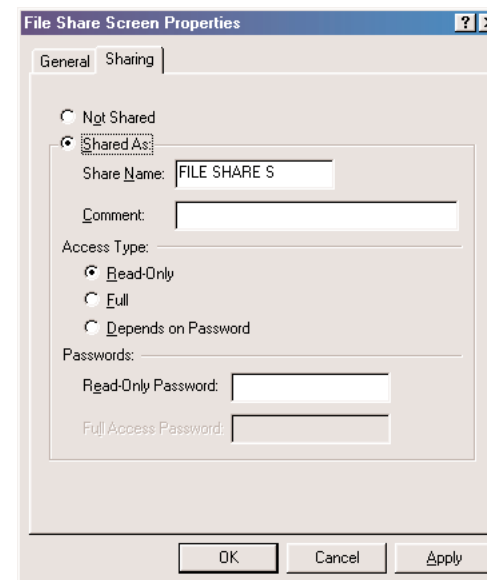 File Share Screen Properties ?
General Sharing
Not Shared
Shared As:
Share Name: FILE SHARE S
Comment:
Access Type:
Read-Only
Full
Depends on Password
Passwords:
Read-Only Password:
Full Access Password:
OK Cancel Apply